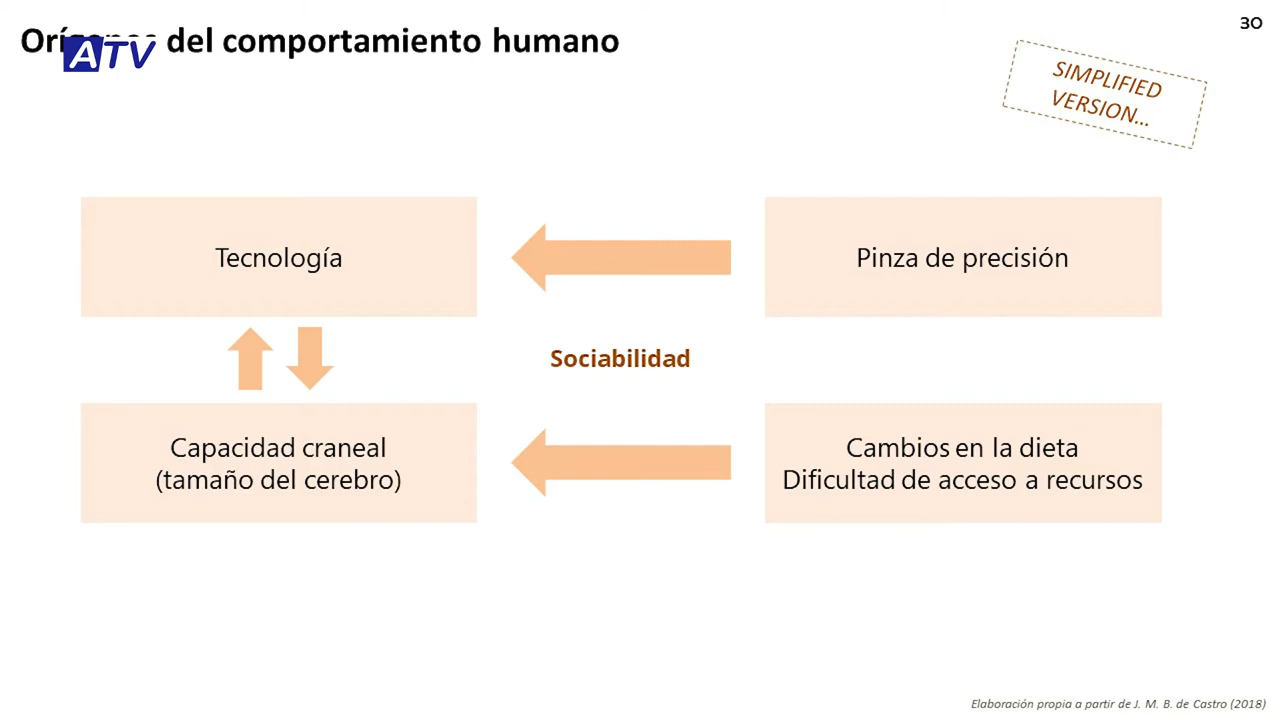 Orígenes del comportamiento humano
ATV
30
SIMPLIFIED
VERSION...
Tecnología
Pinza de precisión
Sociabilidad
Capacidad craneal
(tamaño del cerebro)
Cambios en la dieta
Dificultad de acceso a recursos
Elaboración propia a partir de J. M. B. de Castro (2018)